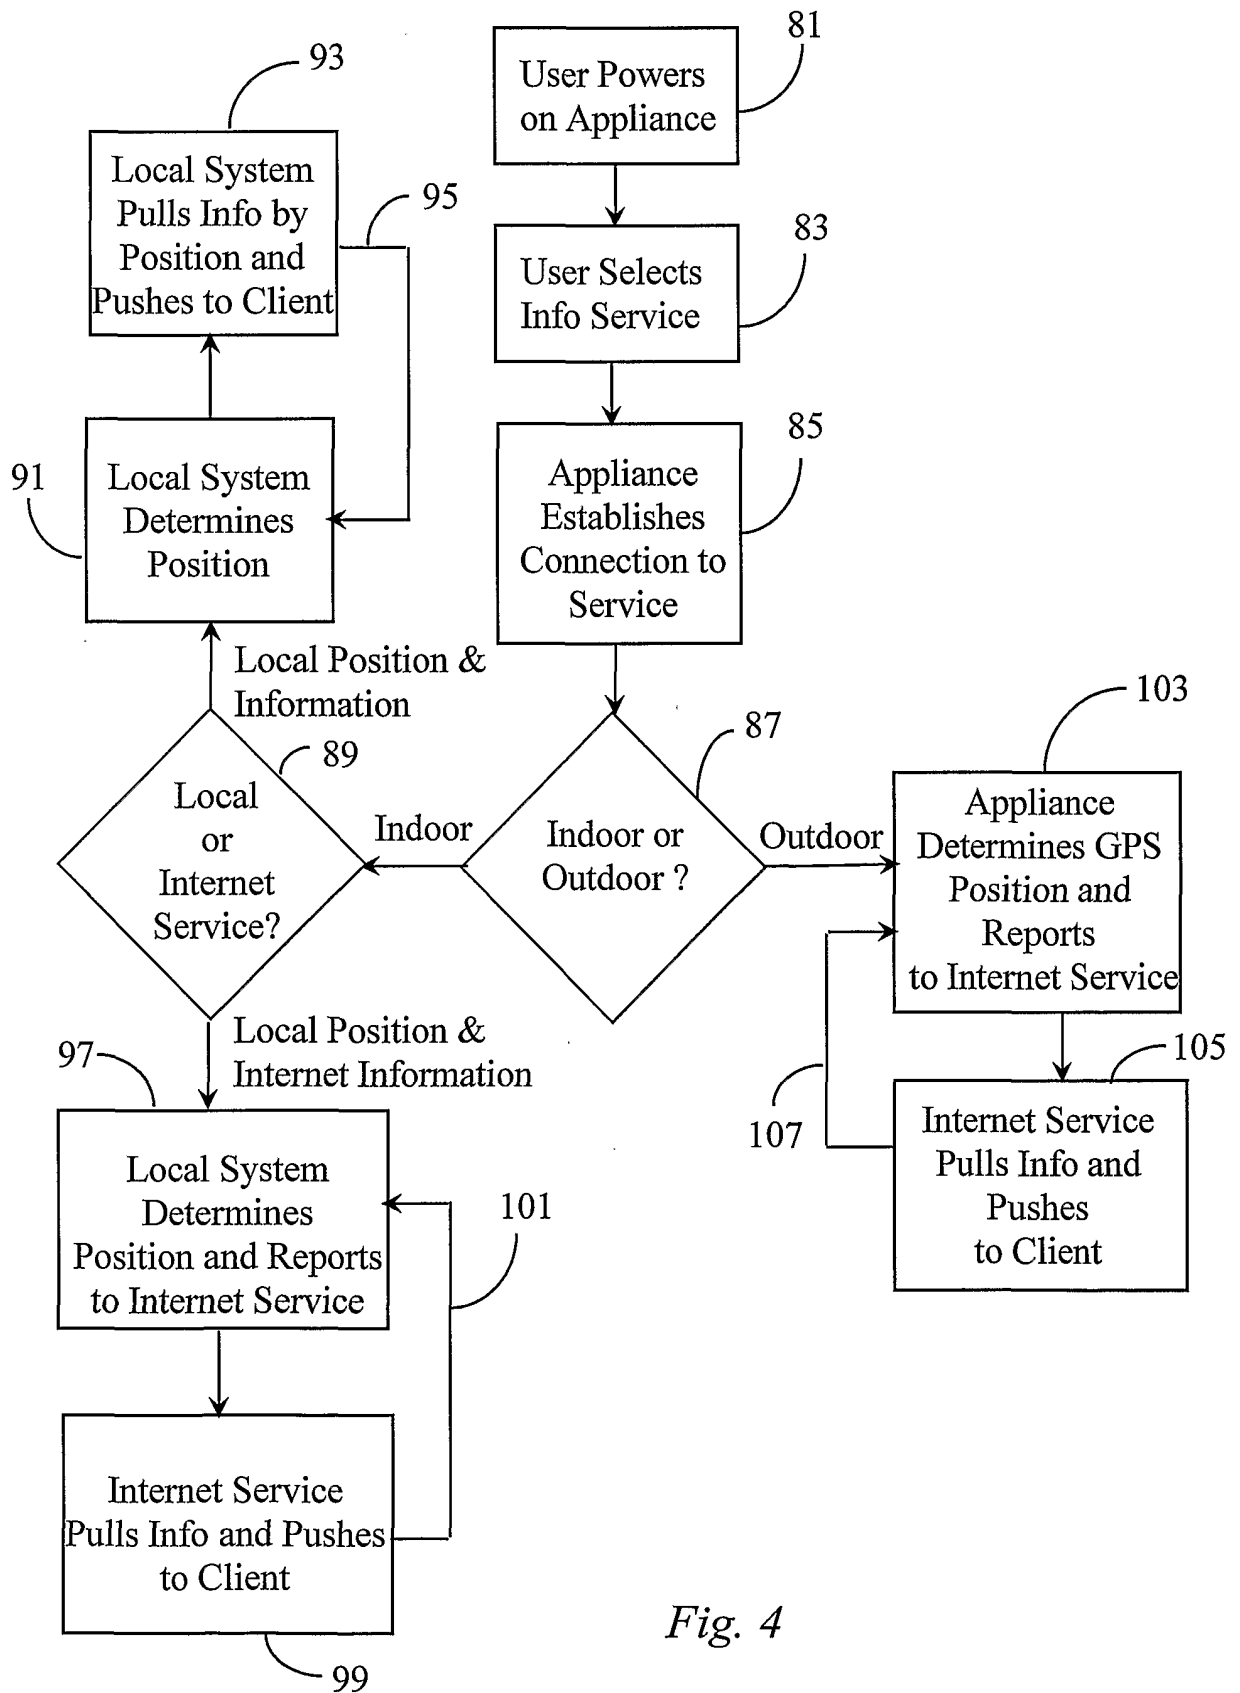 81
User Powers
on Appliance
83
User Selects
Info Service
85
Appliance
Establishes
Connection to
Service
87
Indoor or
Outdoor ?
Indoor
Outdoor
89
Local
or
Internet
Service?
Local Position &
Information
91
Local System
Determines
Position
93
Local System
Pulls Info by
Position and
Pushes to Client
95
Local Position &
Internet Information
97
Local System
Determines
Position and Reports
to Internet Service
101
Internet Service
Pulls Info and Pushes
to Client
99
103
Appliance
Determines GPS
Position and
Reports
to Internet Service
105
Internet Service
Pulls Info and
Pushes
to Client
107
Fig. 4